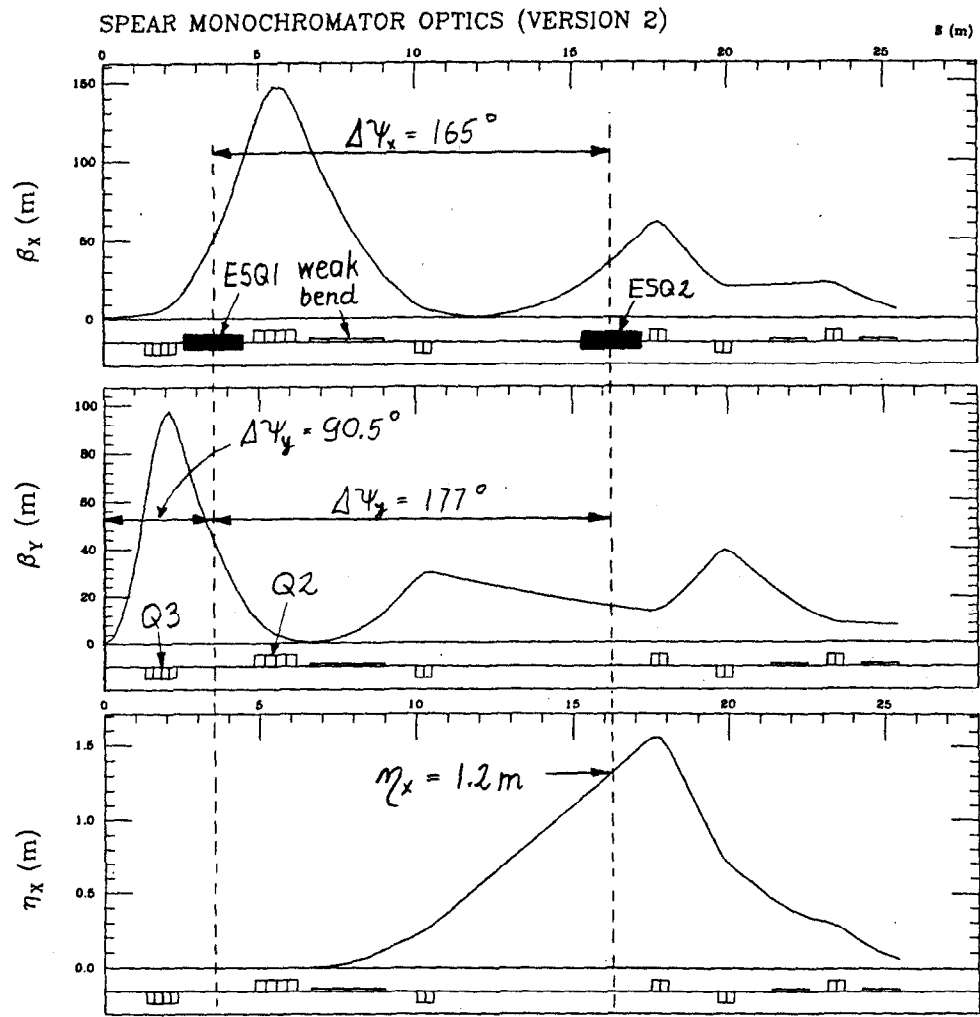 SPEAR MONOCHROMATOR OPTICS (VERSION 2)
S (m)
0 5 10 15 20 25
150
100
50
0
β_X (m)
ΔΨ_x = 165°
ESQ1
weak
bend
ESQ2
100
80
60
40
20
0
β_Y (m)
ΔΨ_y = 90.5°
ΔΨ_y = 177°
Q3
Q2
0 5 10 15 20 25
1.5
1.0
0.5
0.0
η_X (m)
η_x = 1.2 m